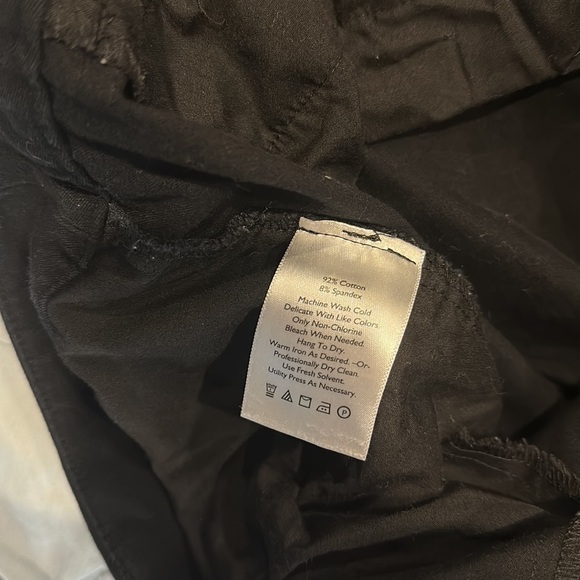 92% Cotton
8% Spandex
Machine Wash Cold
Delicate With Like Colors.
Only Non-Chlorine
Bleach When Needed.
Hang To Dry.
Warm Iron As Desired. –Or–
Professionally Dry Clean.
Use Fresh Solvent.
Utility Press As Necessary.
P